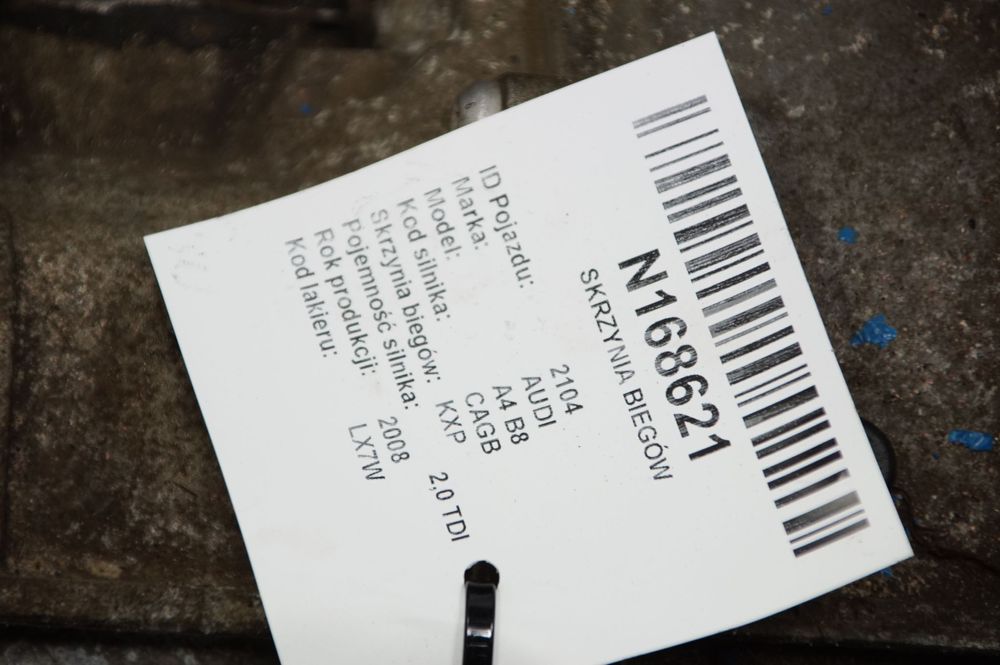 N168621
SKRZYNIA BIEGÓW
ID Pojazdu: 2104
Marka: AUDI
Model: A4 B8
Kod silnika: CAGB
Skrzynia biegów: KXP
Pojemność silnika: 2,0 TDI
Rok produkcji: 2008
Kod lakieru: LX7W